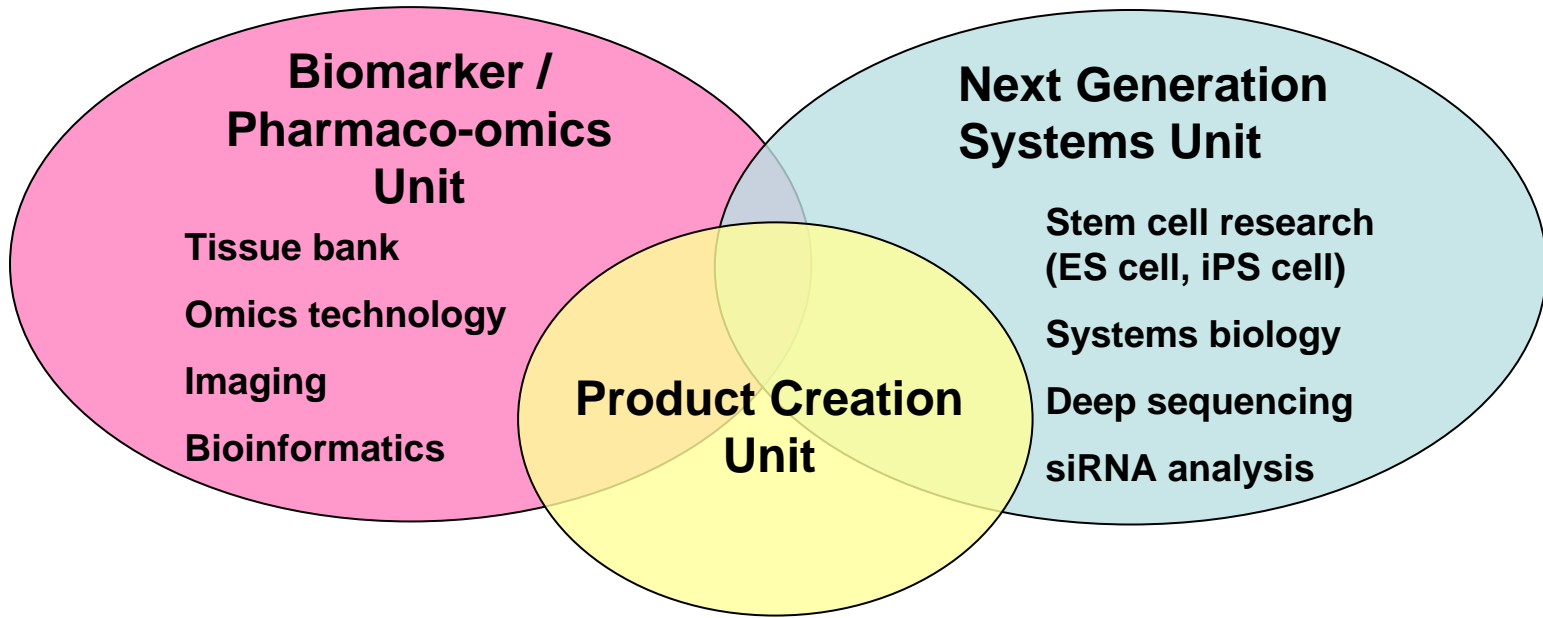 Biomarker /
Pharmaco-omics
Unit
Tissue bank
Omics technology
Imaging
Bioinformatics
Next Generation
Systems Unit
Stem cell research
(ES cell, iPS cell)
Systems biology
Deep sequencing
siRNA analysis
Product Creation
Unit